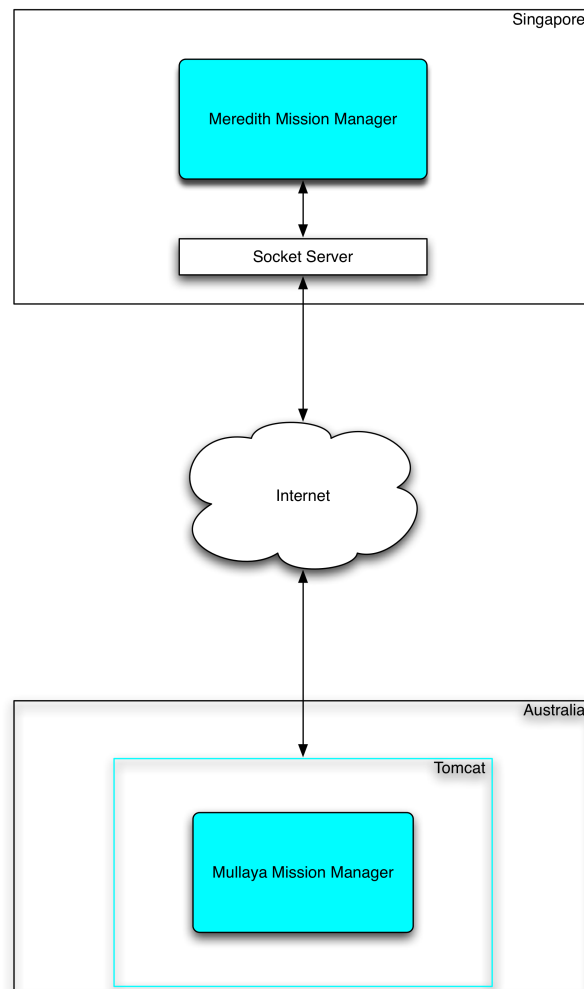 Singapore
Meredith Mission Manager
Socket Server
Internet
Australia
Tomcat
Mullaya Mission Manager